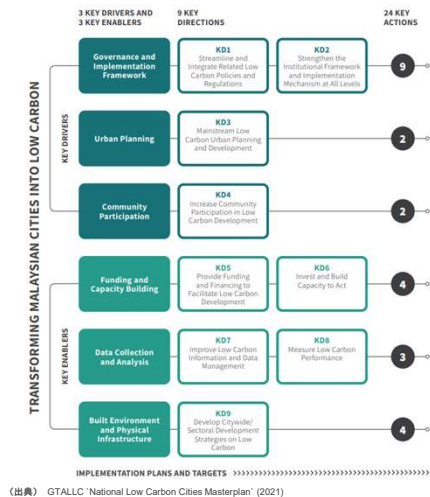 3 KEY DRIVERS AND
3 KEY ENABLERS
9 KEY
DIRECTIONS
24 KEY
ACTIONS
TRANSFORMING MALAYSIAN CITIES INTO LOW CARBON
KEY DRIVERS
Governance and
Implementation
Framework
KD1
Streamline and
Integrate Related Low
Carbon Policies and
Regulations
KD2
Strengthen the
Institutional Framework
and Implementation
Mechanism at All Levels
9
Urban Planning
KD3
Mainstream Low
Carbon Urban Planning
and Development
2
Community
Participation
KD4
Increase Community
Participation in Low
Carbon Development
2
KEY ENABLERS
Funding and
Capacity Building
KD5
Provide Funding
and Financing to
Facilitate Low Carbon
Development
KD6
Invest and Build
Capacity to Act
4
Data Collection
and Analysis
KD7
Improve Low Carbon
Information and Data
Management
KD8
Measure Low Carbon
Performance
3
Built Environment
and Physical
Infrastructure
KD9
Develop Citywide/
Sectoral Development
Strategies on Low
Carbon
4
IMPLEMENTATION PLANS AND TARGETS
（出典） GTALLC `National Low Carbon Cities Masterplan` (2021)